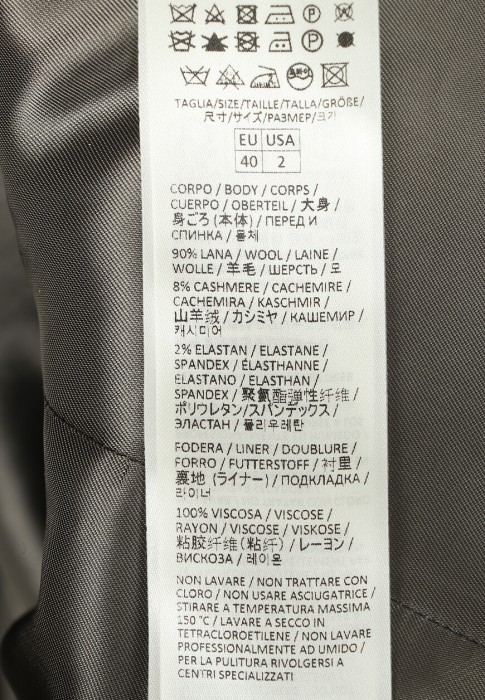 TAGLIA/SIZE/TAILLE/TALLA/GRÖßE/
尺寸/サイズ/РАЗМЕР/크기
EU USA
40 2
CORPO / BODY / CORPS /
CUERPO / OBERTEIL / 大身 /
身ごろ (本体) / ПЕРЕД И
СПИНКА / 몸체
90% LANA / WOOL / LAINE /
WOLLE / 羊毛 / ШЕРСТЬ / 모
8% CASHMERE / CACHEMIRE /
CACHEMIRA / KASCHMIR /
山羊绒 / カシミヤ / КАШЕМИР /
캐시미어
2% ELASTAN / ELASTANE /
SPANDEX / ÉLASTHANNE /
ELASTANO / ELASTHAN /
SPANDEX / 聚氨酯弹性纤维 /
ポリウレタン/スパンデックス /
ЭЛАСТАН / 폴리우레탄
FODERA / LINER / DOUBLURE /
FORRO / FUTTERSTOFF / 衬里 /
裏地 (ライナー) / ПОДКЛАДКА /
라이너
100% VISCOSA / VISCOSE /
RAYON / VISCOSE / VISKOSE /
粘胶纤维 (粘纤) / レーヨン /
ВИСКОЗА / 레이온
NON LAVARE / NON TRATTARE CON
CLORO / NON USARE ASCIUGATRICE /
STIRARE A TEMPERATURA MASSIMA
150 °C / LAVARE A SECCO IN
TETRACLOROETILENE / NON LAVARE
PROFESSIONALMENTE AD UMIDO /
PER LA PULITURA RIVOLGERSI A
CENTRI SPECIALIZZATI